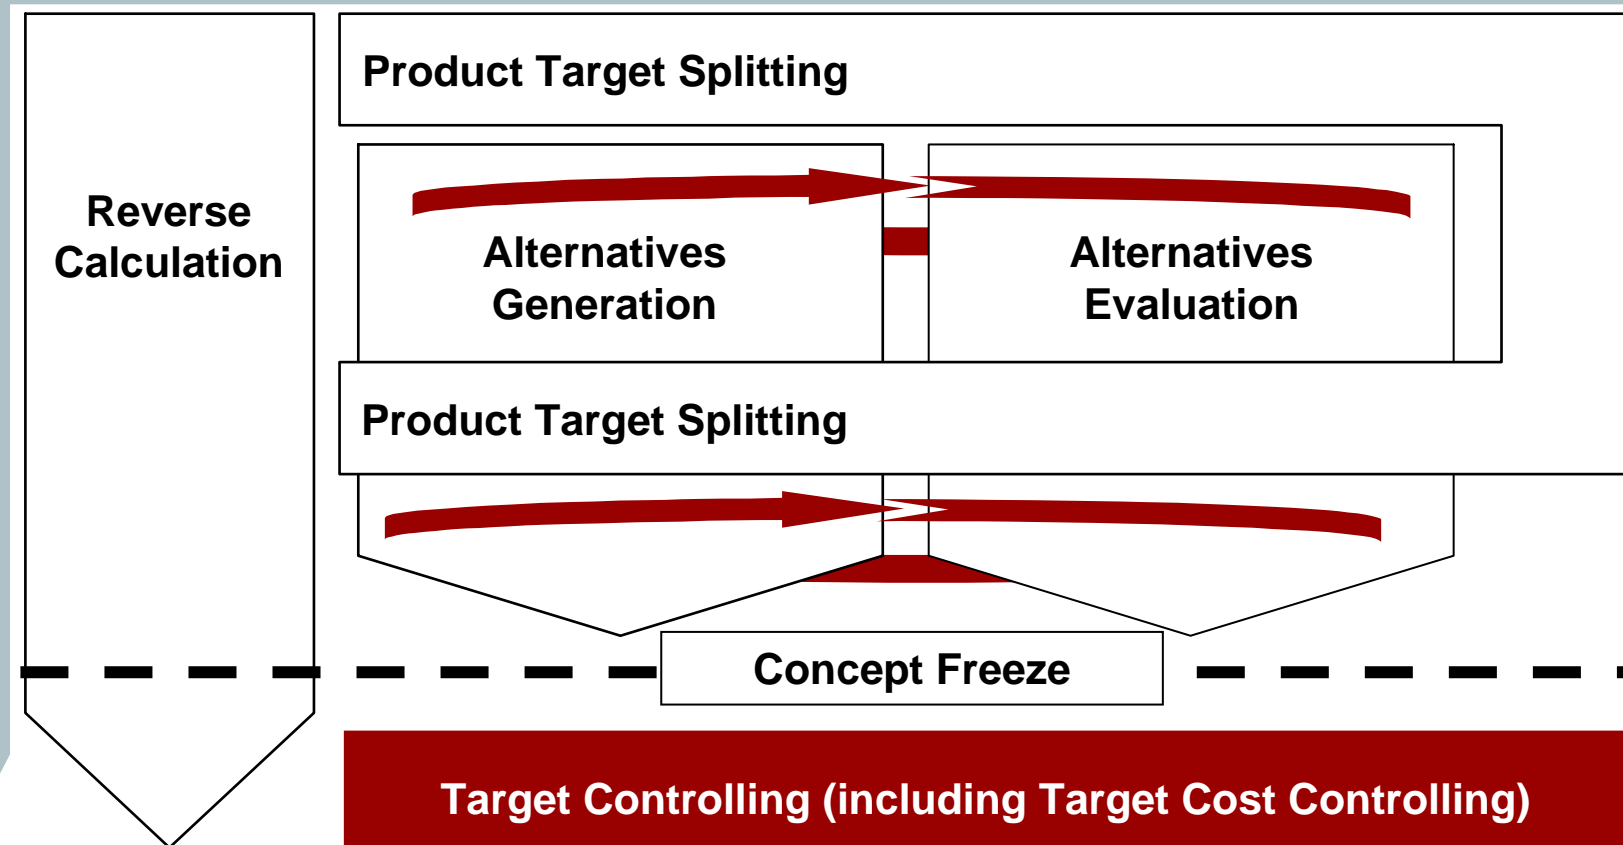 Product Target Splitting
Reverse
Calculation
Alternatives
Generation
Alternatives
Evaluation
Product Target Splitting
Concept Freeze
Target Controlling (including Target Cost Controlling)